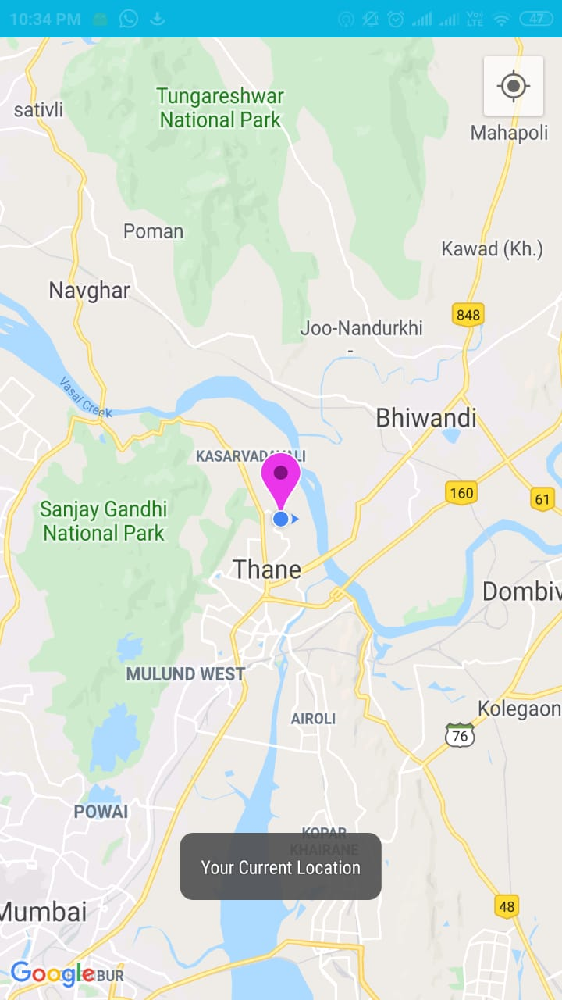 10:34 PM
Vo)
LTE
47
sativli
Tungareshwar
National Park
Mahapoli
Poman
Kawad (Kh.)
Navghar
848
Joo-Nandurkhi
-
Vasai Creek
Bhiwandi
KASARVADAVALI
160
61
Sanjay Gandhi
National Park
Thane
Dombiv
MULUND WEST
Kolegaon
AIROLI
76
POWAI
KOPAR
KHAIRANE
Your Current Location
48
Mumbai
Google
BUR